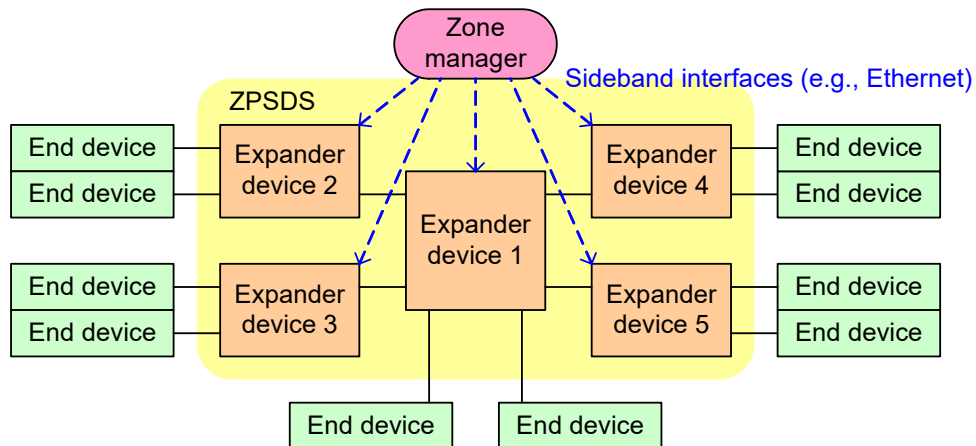 Zone
manager
Sideband interfaces (e.g., Ethernet)
ZPSDS
End device
End device
Expander
device 2
Expander
device 4
End device
End device
Expander
device 1
End device
End device
Expander
device 3
Expander
device 5
End device
End device
End device
End device